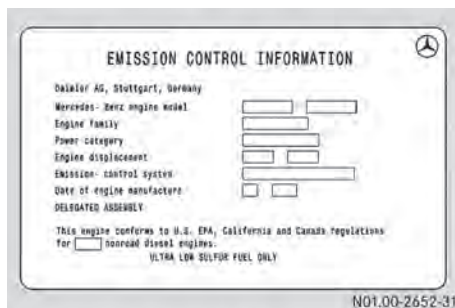 EMISSION CONTROL INFORMATION
Daimler AG, Stuttgart, Germany
Mercedes- Benz engine model
Engine family
Power category
Engine displacement
Emission- control system
Date of engine manufacture
DELEGATED ASSEMBLY
This engine conforms to U.S. EPA, California and Canada regulations
for nonroad diesel engines.
ULTRA LOW SULFUR FUEL ONLY
N01.00-2652-31